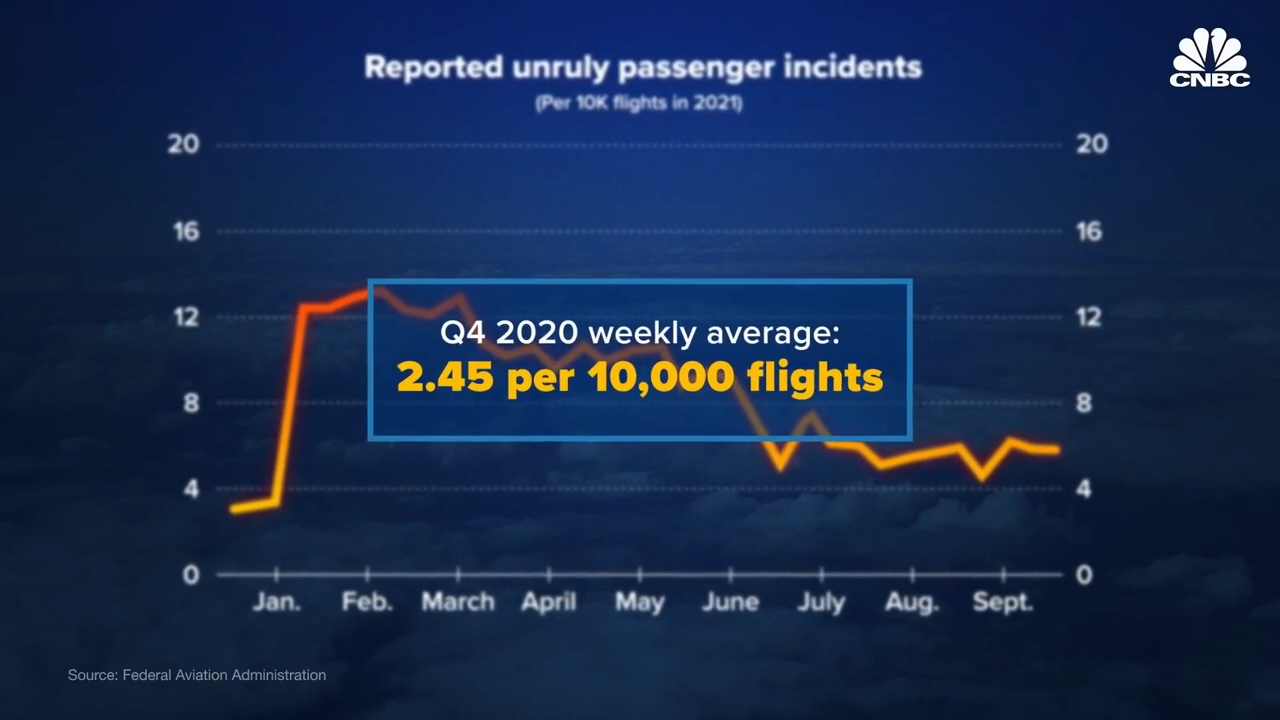 CNBC
Reported unruly passenger incidents
(Per 10K flights in 2021)
20 20
16 16
12 12
Q4 2020 weekly average:
2.45 per 10,000 flights
8 8
4 4
0 0
Jan. Feb. March April May June July Aug. Sept.
Source: Federal Aviation Administration